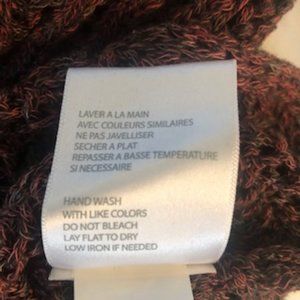 LAVER A LA MAIN
AVEC COULEURS SIMILAIRES
NE PAS JAVELLISER
SECHER A PLAT
REPASSER A BASSE TEMPERATURE
SI NECESSAIRE
HAND WASH
WITH LIKE COLORS
DO NOT BLEACH
LAY FLAT TO DRY
LOW IRON IF NEEDED